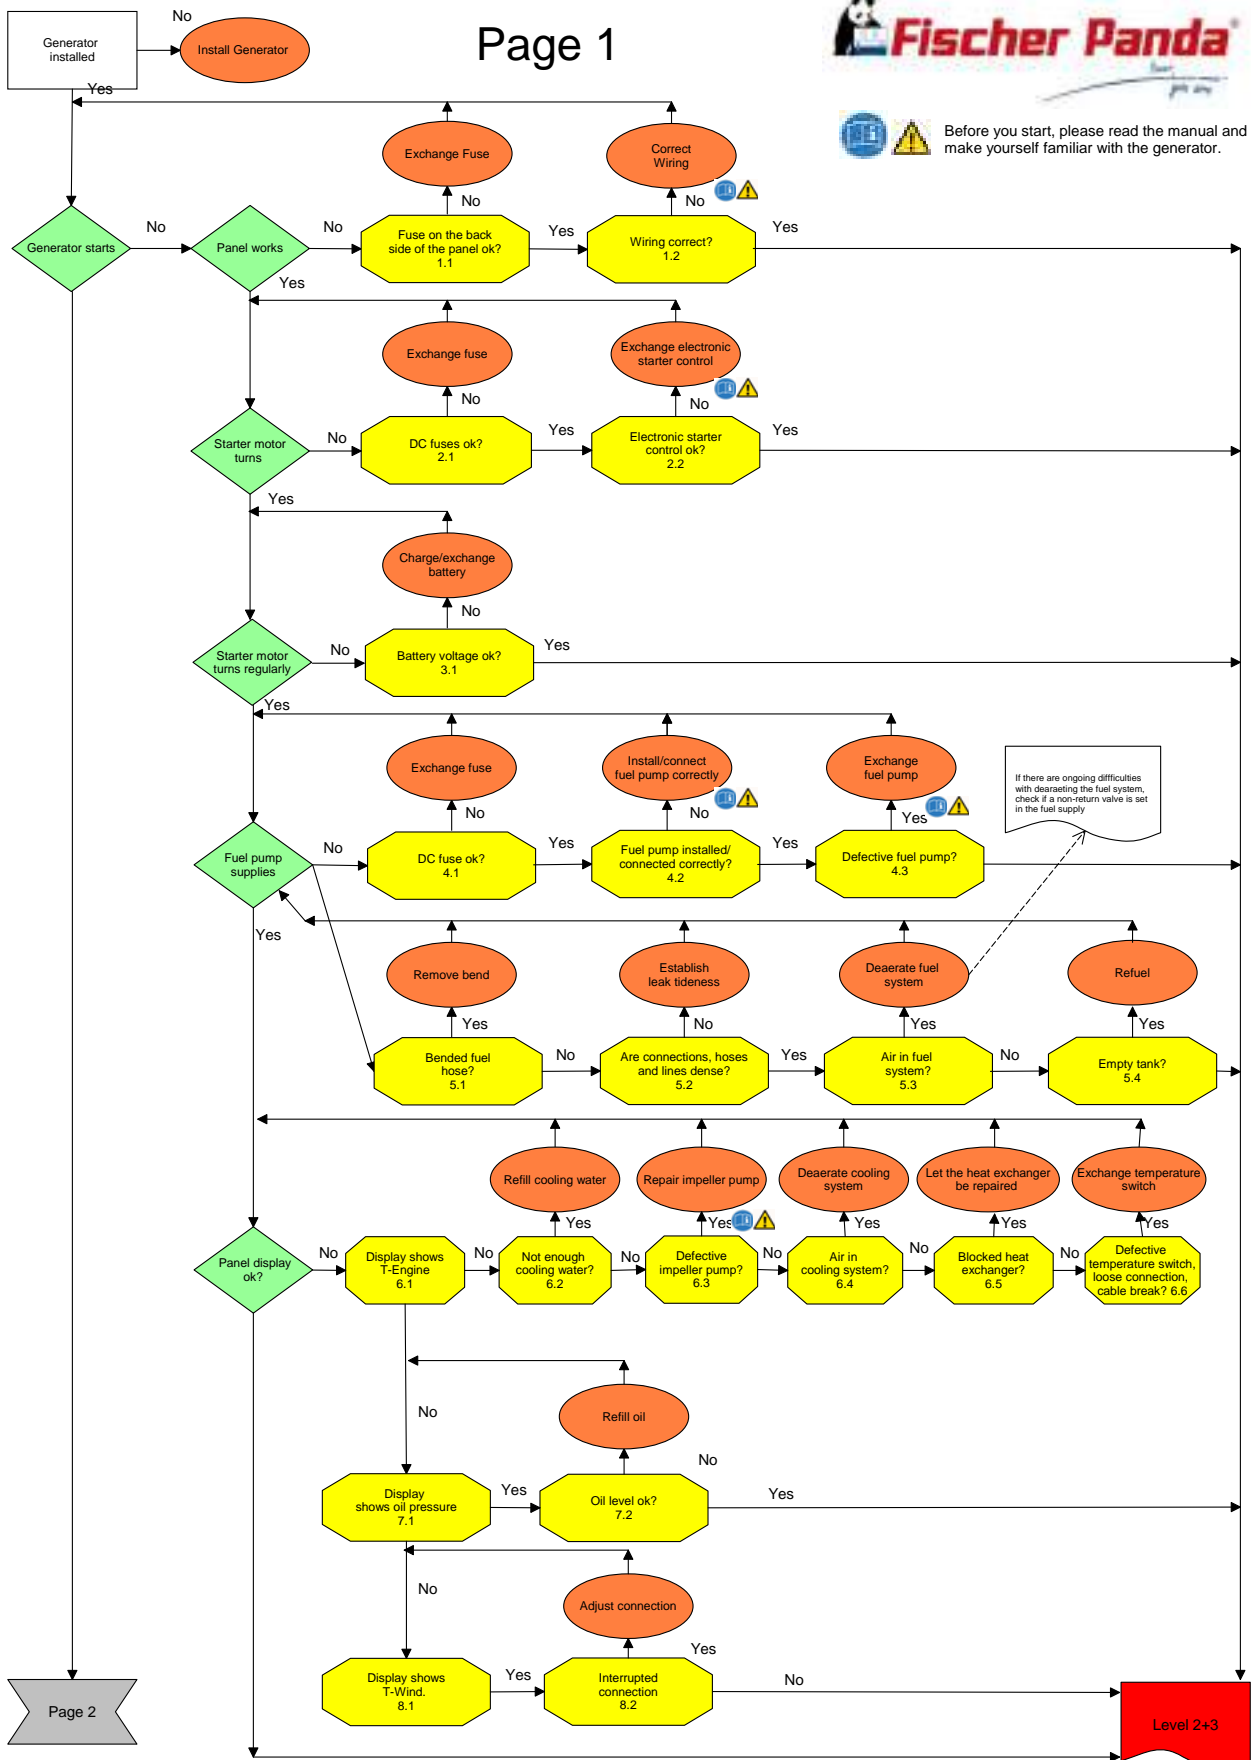 Page 1
Fischer Panda
Before you start, please read the manual and
make yourself familiar with the generator.
Generator
installed
No
Install Generator
Yes
Exchange Fuse
Correct
Wiring
No
No
Generator starts
No
Panel works
No
Fuse on the back
side of the panel ok?
1.1
Yes
Wiring correct?
1.2
Yes
Yes
Exchange fuse
Exchange electronic
starter control
No
No
Starter motor
turns
No
DC fuses ok?
2.1
Yes
Electronic starter
control ok?
2.2
Yes
Yes
Charge/exchange
battery
No
Starter motor
turns regularly
No
Battery voltage ok?
3.1
Yes
Yes
Exchange fuse
Install/connect
fuel pump correctly
Exchange
fuel pump
If there are ongoing difficulties
with dearaeting the fuel system,
check if a non-return valve is set
in the fuel supply
No
No
Yes
Fuel pump
supplies
No
DC fuse ok?
4.1
Yes
Fuel pump installed/
connected correctly?
4.2
Yes
Defective fuel pump?
4.3
Yes
Remove bend
Establish
leak tideness
Deaerate fuel
system
Refuel
Yes
No
Yes
Yes
Bended fuel
hose?
5.1
No
Are connections, hoses
and lines dense?
5.2
Yes
Air in fuel
system?
5.3
No
Empty tank?
5.4
Refill cooling water
Repair impeller pump
Deaerate cooling
system
Let the heat exchanger
be repaired
Exchange temperature
switch
Yes
Yes
Yes
Yes
Yes
Panel display
ok?
No
Display shows
T-Engine
6.1
No
Not enough
cooling water?
6.2
No
Defective
impeller pump?
6.3
No
Air in
cooling system?
6.4
No
Blocked heat
exchanger?
6.5
No
Defective
temperature switch,
loose connection,
cable break? 6.6
No
Refill oil
No
Display
shows oil pressure
7.1
Yes
Oil level ok?
7.2
Yes
No
Adjust connection
Yes
Display shows
T-Wind.
8.1
Yes
Interrupted
connection
8.2
No
Page 2
Level 2+3